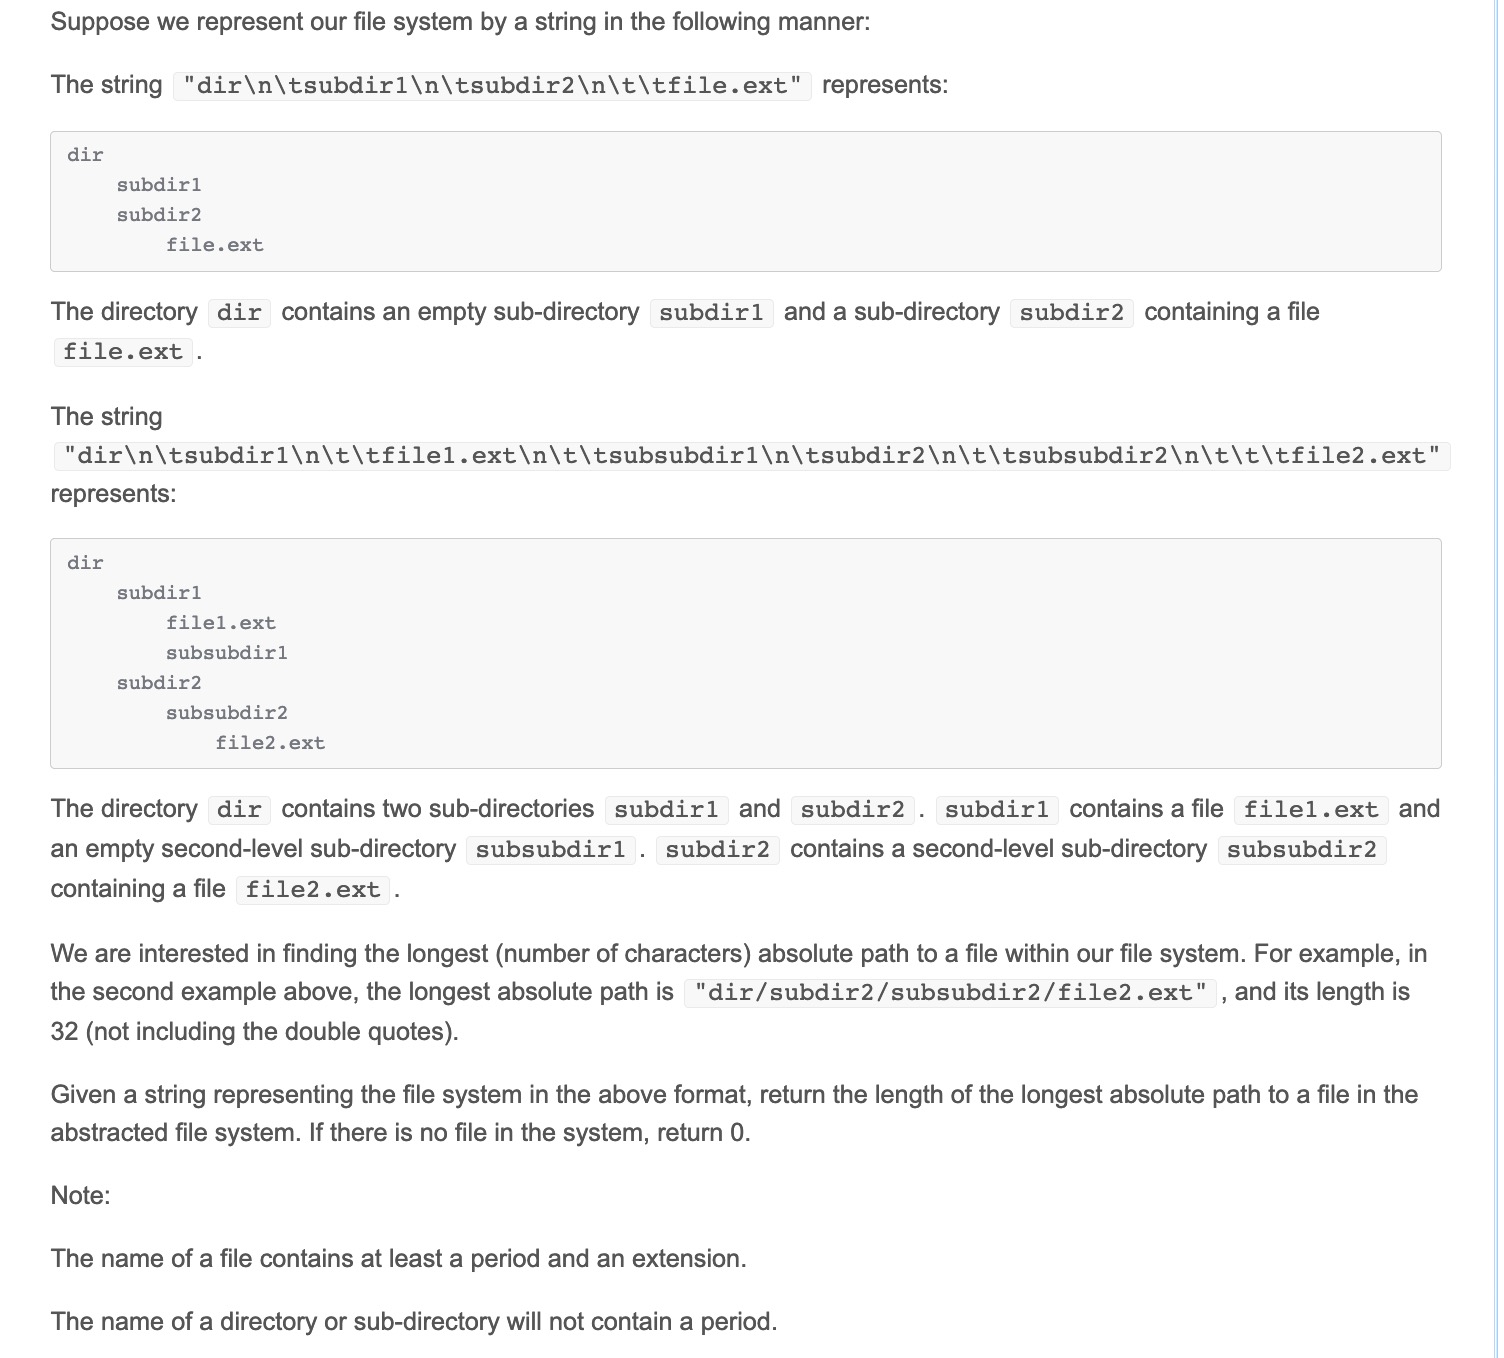 Suppose we represent our file system by a string in the following manner:
The string "dir\n\tsubdir1\n\tsubdir2\n\t\tfile.ext" represents:
dir
    subdir1
    subdir2
        file.ext
The directory dir contains an empty sub-directory subdir1 and a sub-directory subdir2 containing a file
file.ext.
The string
"dir\n\tsubdir1\n\t\tfile1.ext\n\t\tsubsubdir1\n\tsubdir2\n\t\tsubsubdir2\n\t\t\tfile2.ext"
represents:
dir
    subdir1
        file1.ext
        subsubdir1
    subdir2
        subsubdir2
            file2.ext
The directory dir contains two sub-directories subdir1 and subdir2. subdir1 contains a file file1.ext and
an empty second-level sub-directory subsubdir1. subdir2 contains a second-level sub-directory subsubdir2
containing a file file2.ext.
We are interested in finding the longest (number of characters) absolute path to a file within our file system. For example, in
the second example above, the longest absolute path is "dir/subdir2/subsubdir2/file2.ext", and its length is
32 (not including the double quotes).
Given a string representing the file system in the above format, return the length of the longest absolute path to a file in the
abstracted file system. If there is no file in the system, return 0.
Note:
The name of a file contains at least a period and an extension.
The name of a directory or sub-directory will not contain a period.